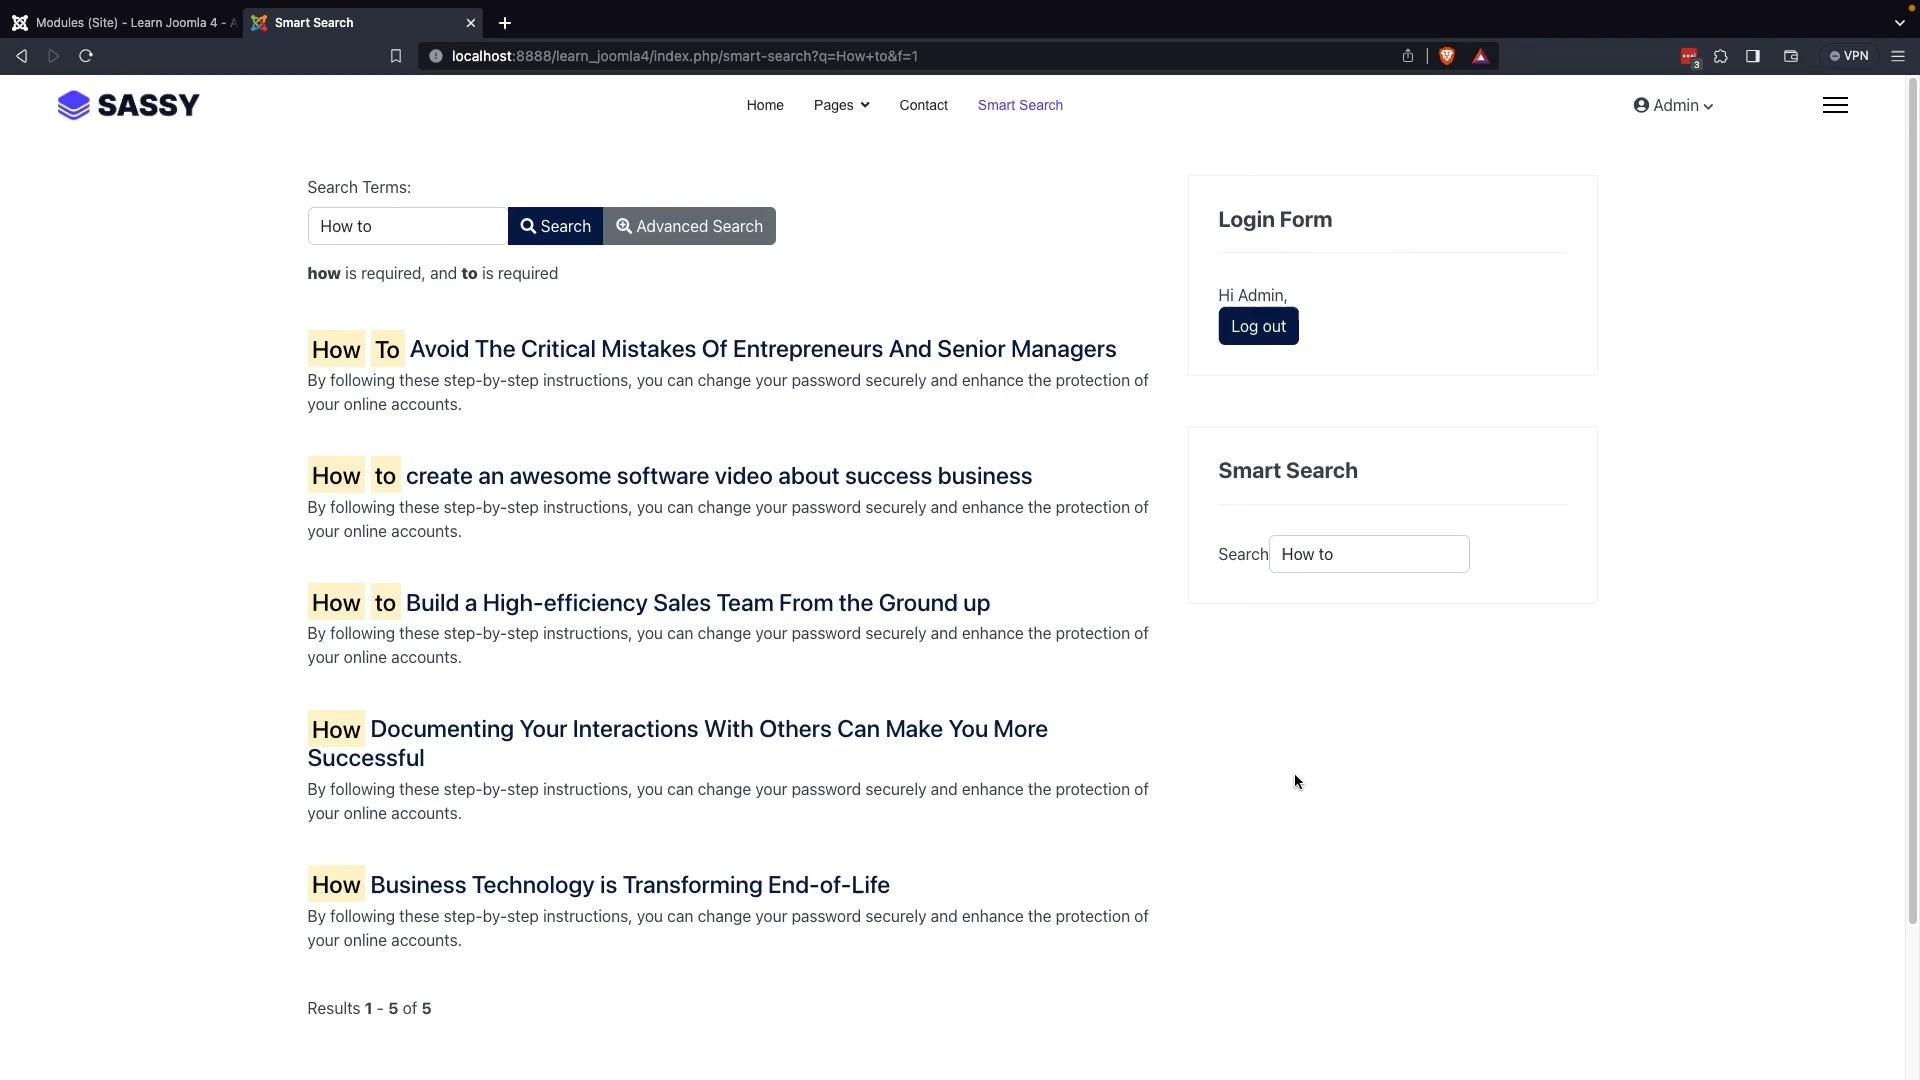 Modules (Site) - Learn Joomla 4 - A
Smart Search
localhost:8888/learn_joomla4/index.php/smart-search?q=How+to&f=1
3
VPN
SASSY
Home
Pages
Contact
Smart Search
Admin
Search Terms:
How to
Search
Advanced Search
how is required, and to is required
How To Avoid The Critical Mistakes Of Entrepreneurs And Senior Managers
By following these step-by-step instructions, you can change your password securely and enhance the protection of
your online accounts.
How to create an awesome software video about success business
By following these step-by-step instructions, you can change your password securely and enhance the protection of
your online accounts.
How to Build a High-efficiency Sales Team From the Ground up
By following these step-by-step instructions, you can change your password securely and enhance the protection of
your online accounts.
How Documenting Your Interactions With Others Can Make You More
Successful
By following these step-by-step instructions, you can change your password securely and enhance the protection of
your online accounts.
How Business Technology is Transforming End-of-Life
By following these step-by-step instructions, you can change your password securely and enhance the protection of
your online accounts.
Results 1 - 5 of 5
Login Form
Hi Admin,
Log out
Smart Search
Search
How to